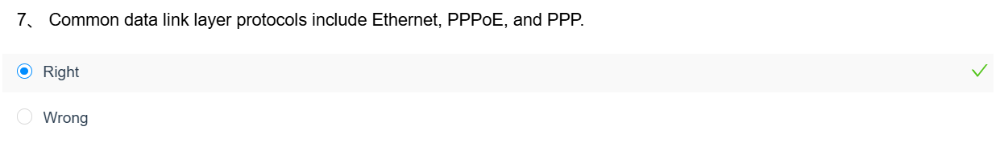 7、 Common data link layer protocols include Ethernet, PPPoE, and PPP.
Right
Wrong